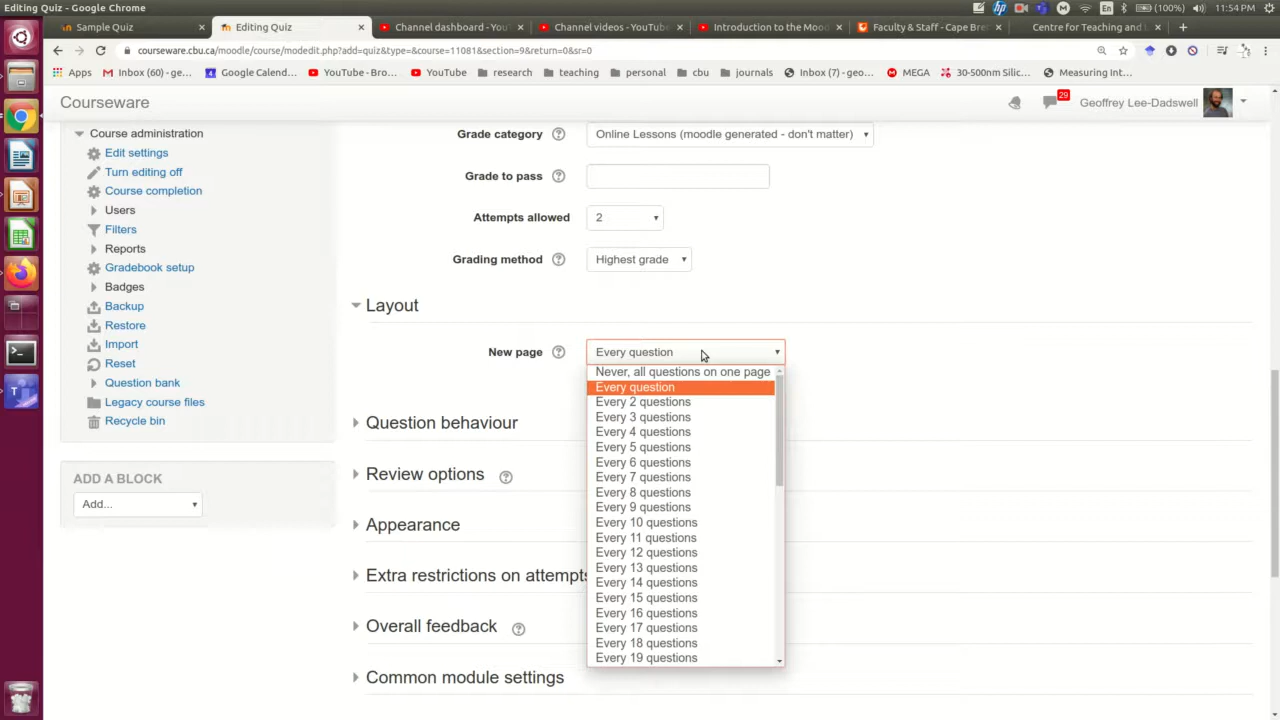 Editing Quiz - Google Chrome
(100%) 11:54 PM
Sample Quiz
Editing Quiz
Channel dashboard - YouT
Channel videos - YouTube
Introduction to the Mood
Faculty & Staff - Cape Bre
Centre for Teaching and L
courseware.cbu.ca/moodle/course/modedit.php?add=quiz&type=&course=11081&section=9&return=0&sr=0
Apps
Inbox (60) - ge...
Google Calend...
YouTube - Bro...
YouTube
research
teaching
personal
cbu
journals
Inbox (7) - geo...
MEGA
30-500nm Silic...
Measuring Int...
Courseware
29
Geoffrey Lee-Dadswell
Course administration
Edit settings
Turn editing off
Course completion
Users
Filters
Reports
Gradebook setup
Badges
Backup
Restore
Import
Reset
Question bank
Legacy course files
Recycle bin
ADD A BLOCK
Add...
Grade category ? Online Lessons (moodle generated - don't matter)
Grade to pass ?
Attempts allowed 2
Grading method ? Highest grade
Layout
New page ? Every question
Never, all questions on one page
Every question
Every 2 questions
Every 3 questions
Every 4 questions
Every 5 questions
Every 6 questions
Every 7 questions
Every 8 questions
Every 9 questions
Every 10 questions
Every 11 questions
Every 12 questions
Every 13 questions
Every 14 questions
Every 15 questions
Every 16 questions
Every 17 questions
Every 18 questions
Every 19 questions
Question behaviour
Review options ?
Appearance
Extra restrictions on attempts
Overall feedback ?
Common module settings